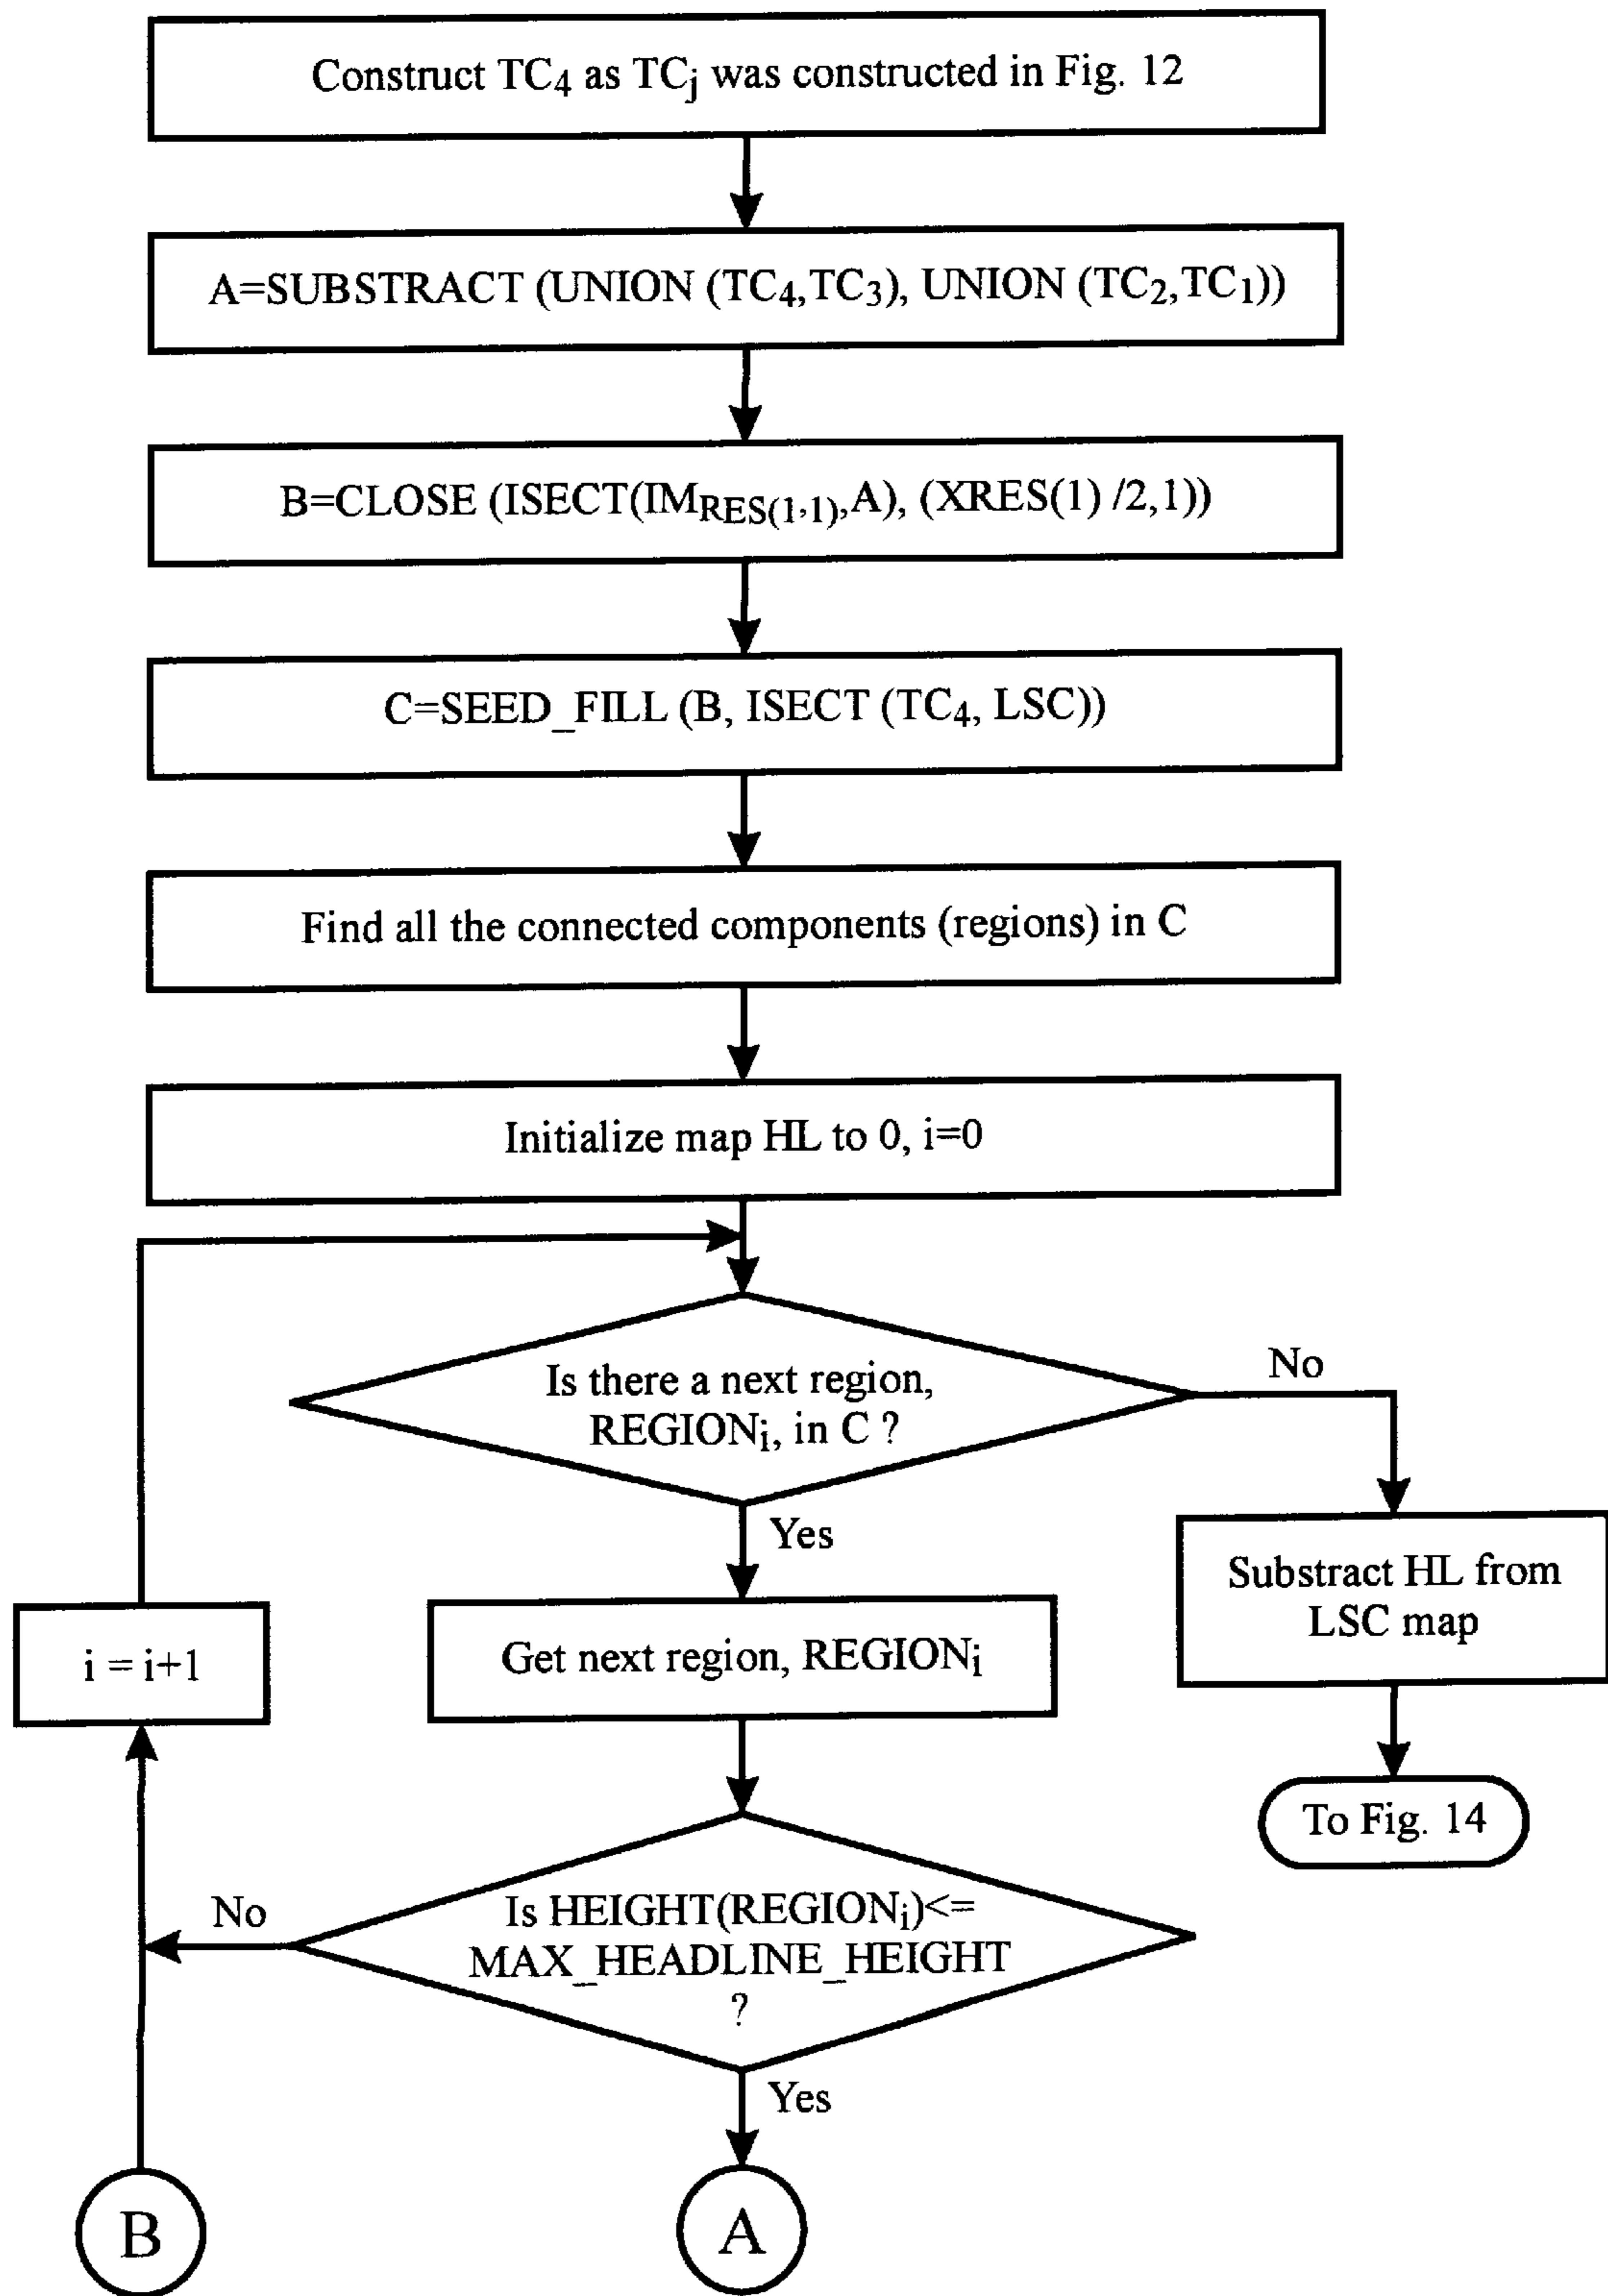 Construct TC₄ as TCⱼ was constructed in Fig. 12
A=SUBSTRACT (UNION (TC₄,TC₃), UNION (TC₂,TC₁))
B=CLOSE (ISECT(IM_RES(1,1),A), (XRES(1) /2,1))
C=SEED_FILL (B, ISECT (TC₄, LSC))
Find all the connected components (regions) in C
Initialize map HL to 0, i=0
Is there a next region,
REGIONᵢ, in C ?
No
Yes
Substract HL from
LSC map
i = i+1
Get next region, REGIONᵢ
To Fig. 14
No
Is HEIGHT(REGIONᵢ)<=
MAX_HEADLINE_HEIGHT
?
Yes
B
A